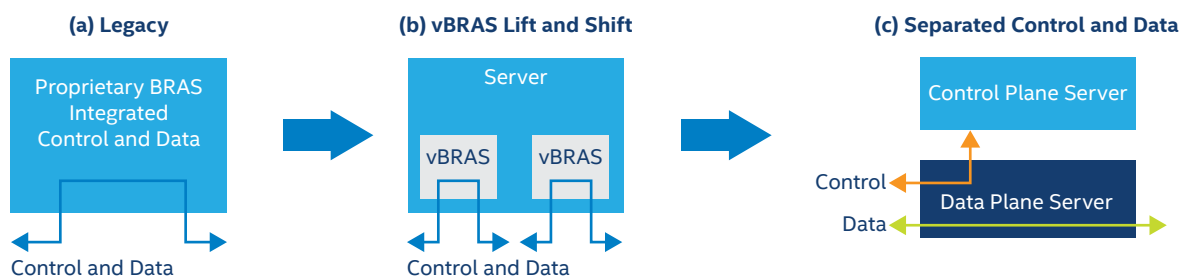 (a) Legacy
Proprietary BRAS
Integrated
Control and Data
Control and Data
(b) vBRAS Lift and Shift
Server
vBRAS
vBRAS
Control and Data
(c) Separated Control and Data
Control Plane Server
Control
Data Plane Server
Data